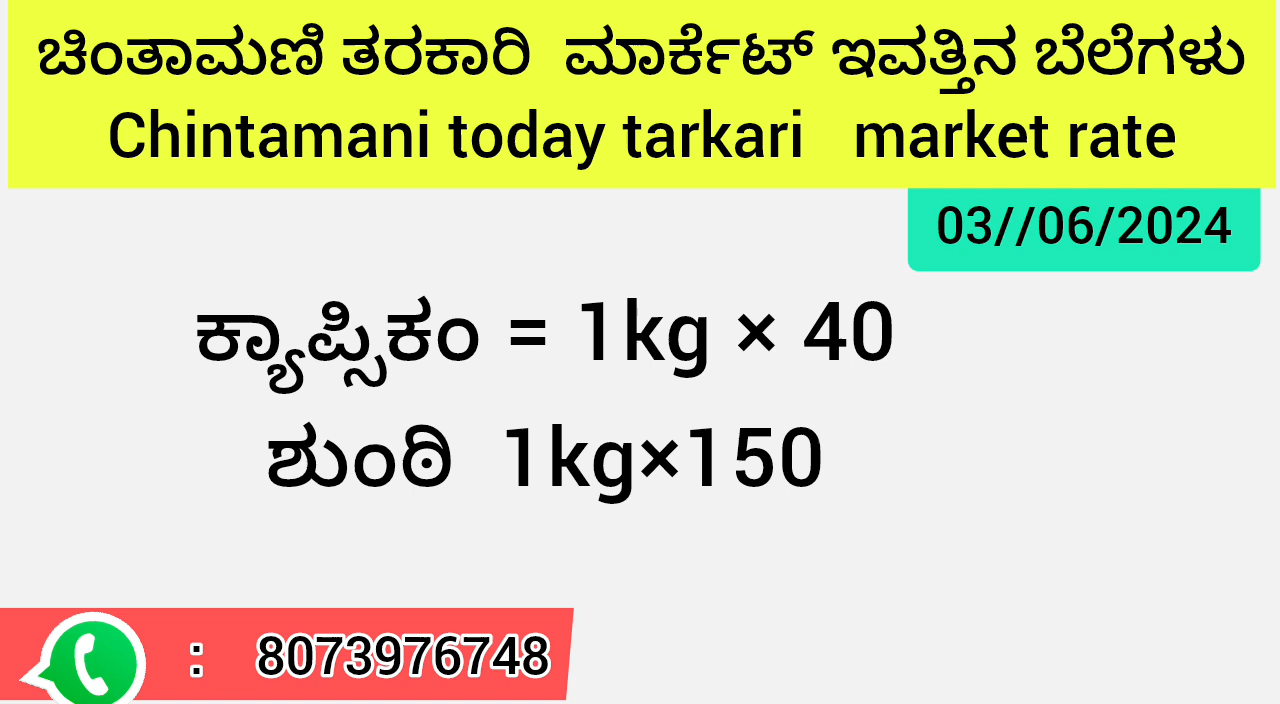 ಚಿಂತಾಮಣಿ ತರಕಾರಿ ಮಾರ್ಕೆಟ್ ಇವತ್ತಿನ ಬೆಲೆಗಳು
Chintamani today tarkari market rate
03//06/2024
ಕ್ಯಾಪ್ಸಿಕಂ = 1kg × 40
ಶುಂಠಿ 1kg×150
: 8073976748